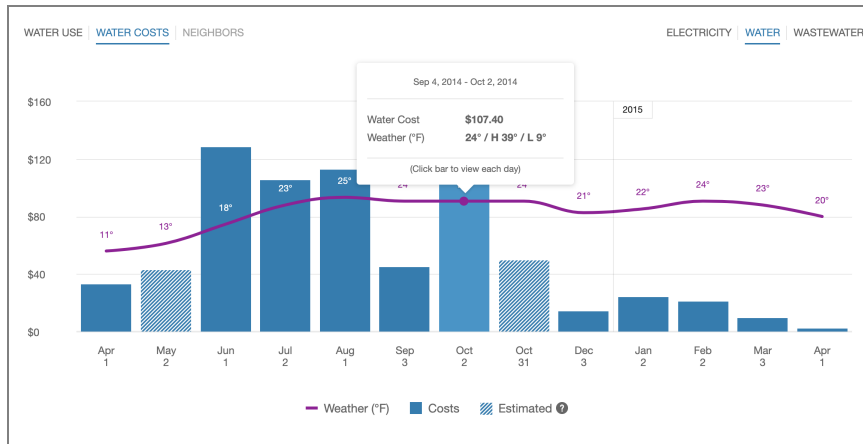 WATER USE WATER COSTS NEIGHBORS ELECTRICITY WATER WASTEWATER
Sep 4, 2014 - Oct 2, 2014
Water Cost $107.40
Weather (°F) 24° / H 39° / L 9°
(Click bar to view each day)
$160
2015
$120
$80
$40
$0
11° 13° 18° 23° 25° 24° 24° 21° 22° 24° 23° 20°
Apr May Jun Jul Aug Sep Oct Oct Dec Jan Feb Mar Apr
1 2 1 2 1 3 2 31 3 2 2 3 1
Weather (°F) Costs Estimated ?